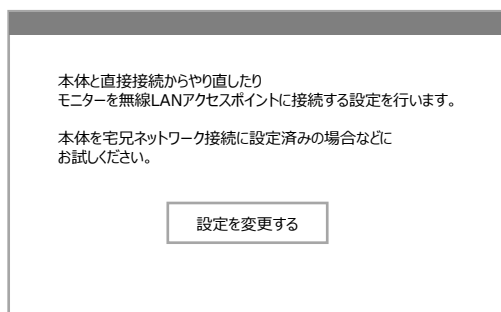 本体と直接接続からやり直したり
モニターを無線LANアクセスポイントに接続する設定を行います。
本体を宅兄ネットワーク接続に設定済みの場合などに
お試しください。
設定を変更する